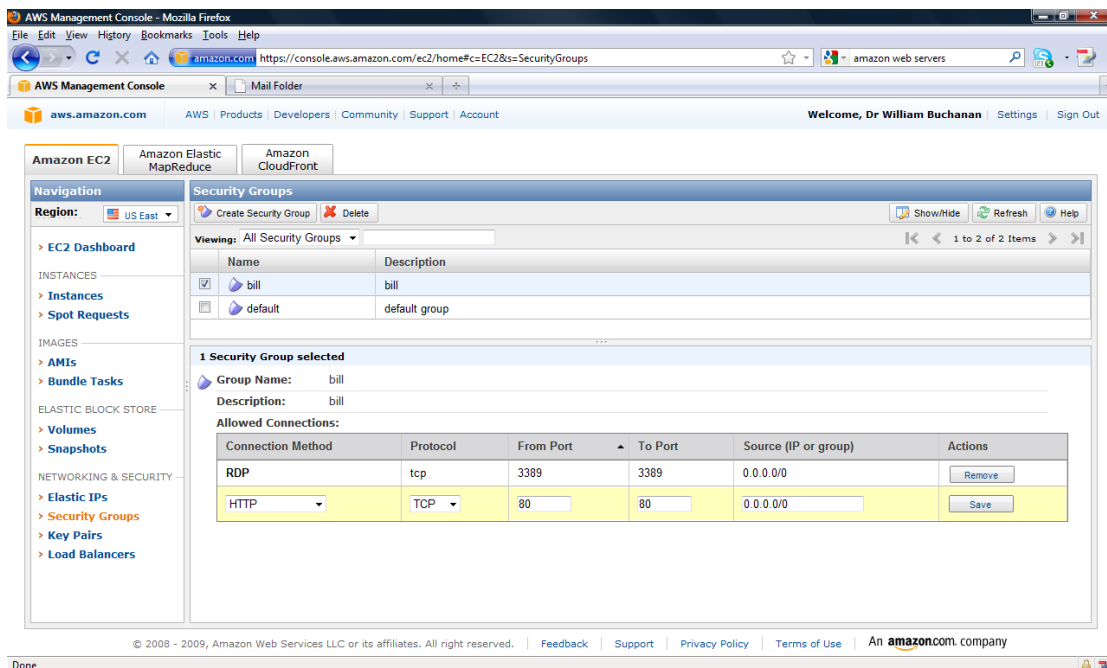 AWS Management Console - Mozilla Firefox
File Edit View History Bookmarks Tools Help
amazon.com https://console.aws.amazon.com/ec2/home#c=EC2&s=SecurityGroups amazon web servers
AWS Management Console Mail Folder
aws.amazon.com AWS | Products | Developers | Community | Support | Account Welcome, Dr William Buchanan | Settings | Sign Out
Amazon EC2
Amazon Elastic MapReduce
Amazon CloudFront
Navigation
Region: US East
> EC2 Dashboard
INSTANCES
> Instances
> Spot Requests
IMAGES
> AMIs
> Bundle Tasks
ELASTIC BLOCK STORE
> Volumes
> Snapshots
NETWORKING & SECURITY
> Elastic IPs
> Security Groups
> Key Pairs
> Load Balancers
Security Groups
Create Security Group Delete Show/Hide Refresh Help
Viewing: All Security Groups 1 to 2 of 2 Items
Name Description
bill bill
default default group
1 Security Group selected
Group Name: bill
Description: bill
Allowed Connections:
Connection Method Protocol From Port To Port Source (IP or group) Actions
RDP tcp 3389 3389 0.0.0.0/0 Remove
HTTP TCP 80 80 0.0.0.0/0 Save
© 2008 - 2009, Amazon Web Services LLC or its affiliates. All right reserved. | Feedback | Support | Privacy Policy | Terms of Use | An amazon.com. company
Done